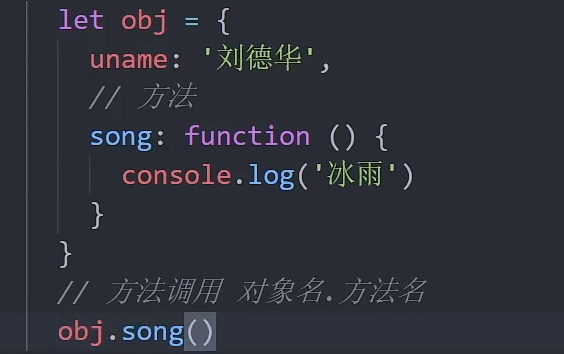 let obj = {
  uname: '刘德华',
  // 方法
  song: function () {
    console.log('冰雨')
  }
}
// 方法调用 对象名.方法名
obj.song()